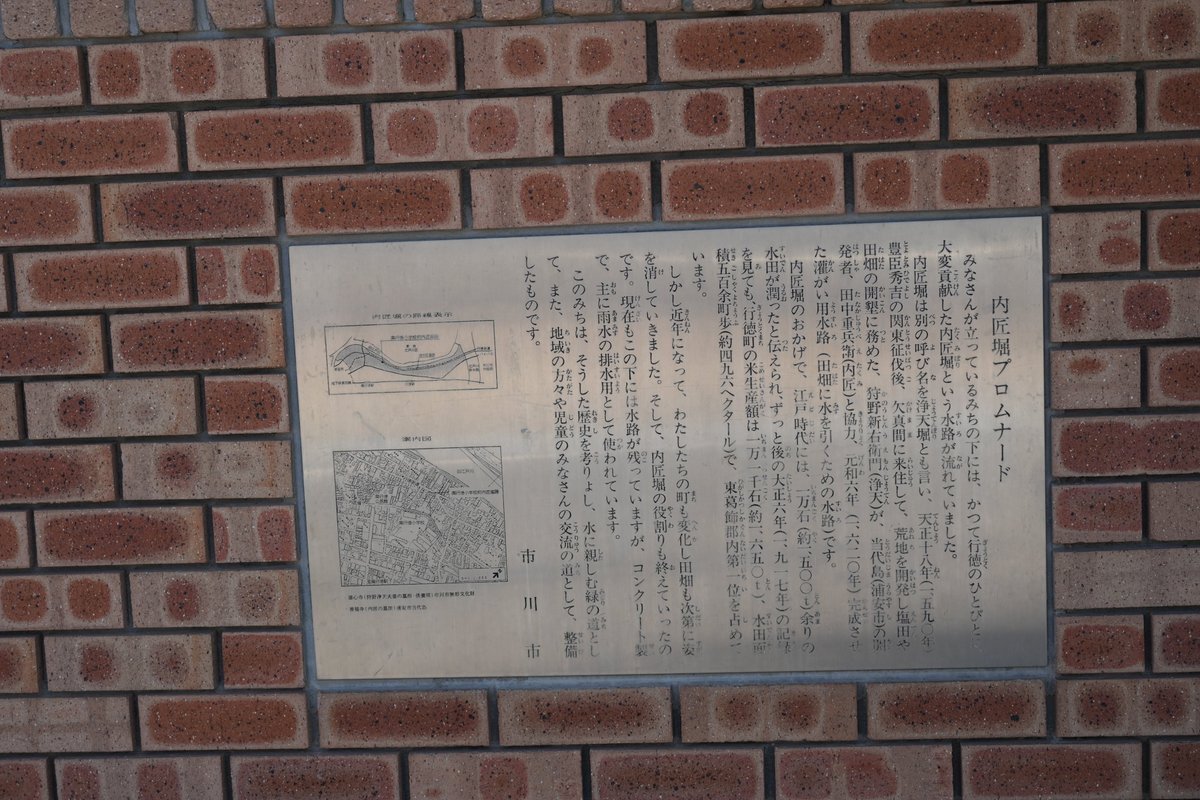 内匠堀プロムナード
みなさんが立っているみちの下には、かつて行徳のひとびとに
大変貢献した内匠堀という水路が流れていました。
内匠堀は別の呼び名を浄天堀とも言い、天正十八年(一五九〇年)
豊臣秀吉の関東征伐後、欠真間に来住して、荒地を開発し塩田や
田畑の開墾に務めた、狩野新右衛門(浄天)が、当代島(浦安市)の開
発者、田中重兵衛(内匠)と協力、元和六年(一六二〇年)完成させ
た灌がい用水路(田畑に水を引くための水路)です。
内匠堀のおかげで、江戸時代には、一万石(約一五〇〇t)余りの
水田が潤ったと伝えられ、ずっと後の大正六年(一九一七年)の記録
を見ても、行徳町の米生産額は一万一千石(約一六五〇t)、水田面
積五百余町歩(約四九六ヘクタール)で、東葛飾郡内第一位を占めて
います。
しかし近年になって、わたしたちの町も変化し田畑も次第に姿
を消していきました。そして、内匠堀の役割りも終えていったの
です。現在もこの下には水路が残っていますが、コンクリート製
で、主に雨水の排水用として使われています。
このみちは、そうした歴史を考りょし、水に親しむ緑の道とし
て、また、地域の方々や児童のみなさんの交流の道として、整備
したものです。
市川市
内匠堀の路線表示
案内図